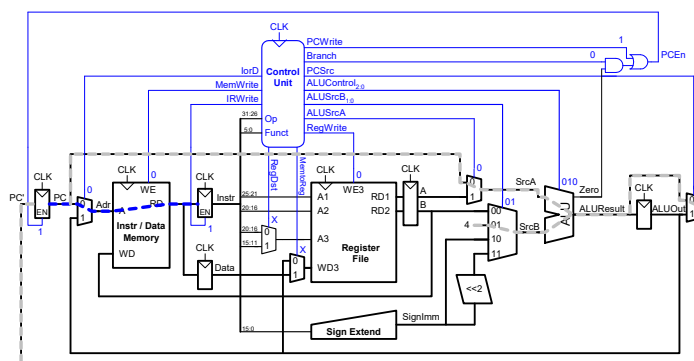 CLK
PCWrite
1
Branch
0
PCEn
IorD
Control
Unit
PCSrc
MemWrite
ALUControl2:0
IRWrite
ALUSrcB1:0
31:26
Op
ALUSrcA
5:0
Funct
RegWrite
RegDst
MemtoReg
CLK
CLK
CLK
CLK
CLK
CLK
0
0
0
0
01
010
PC'
PC
EN
1
0
1
Adr
A
WE
RD
Instr / Data
Memory
WD
EN
1
Instr
25:21
20:16
20:16
15:11
X
0
1
CLK
Data
A1
A2
A3
WD3
WE3
RD1
RD2
Register
File
X
0
1
A
B
0
1
SrcA
4
00
01
10
11
SrcB
ALU
Zero
CLK
ALUResult
ALUOut
0
1
<<2
SignImm
15:0
Sign Extend